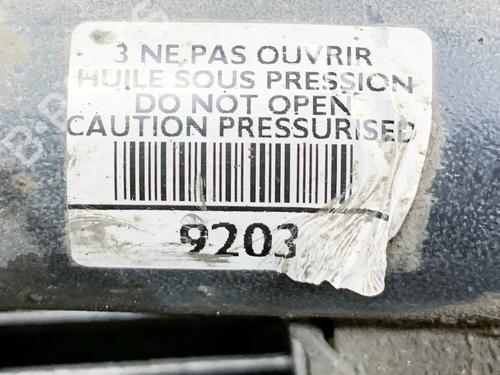 3 NE PAS OUVRIR
HUILE SOUS PRESSION
DO NOT OPEN
CAUTION PRESSURISED
9203